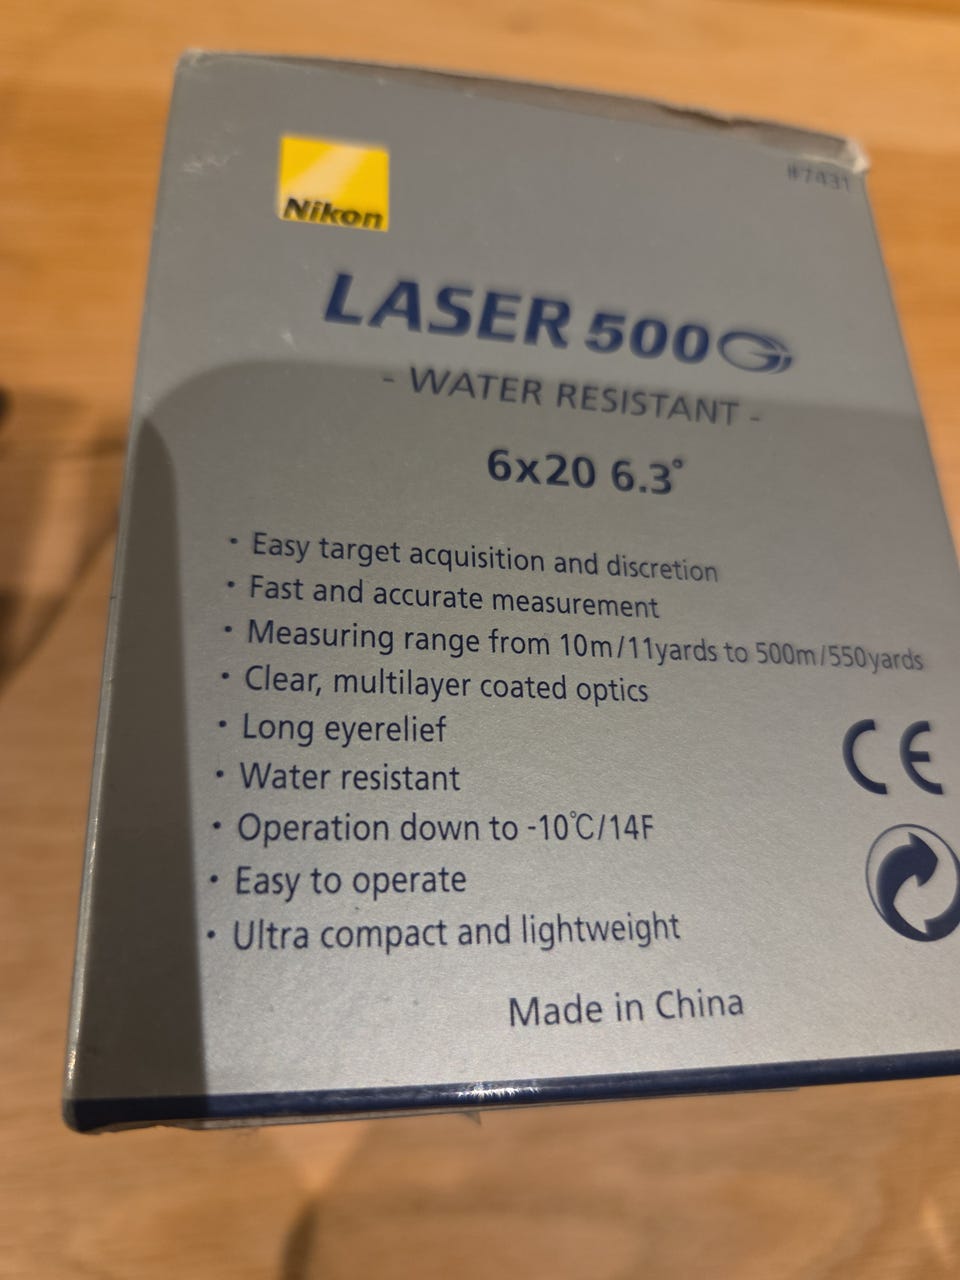 #7431
Nikon
LASER 500G
- WATER RESISTANT -
6x20 6.3°
• Easy target acquisition and discretion
• Fast and accurate measurement
• Measuring range from 10m/11yards to 500m/550yards
• Clear, multilayer coated optics
• Long eyerelief
• Water resistant
• Operation down to -10℃/14F
• Easy to operate
• Ultra compact and lightweight
CE
Made in China